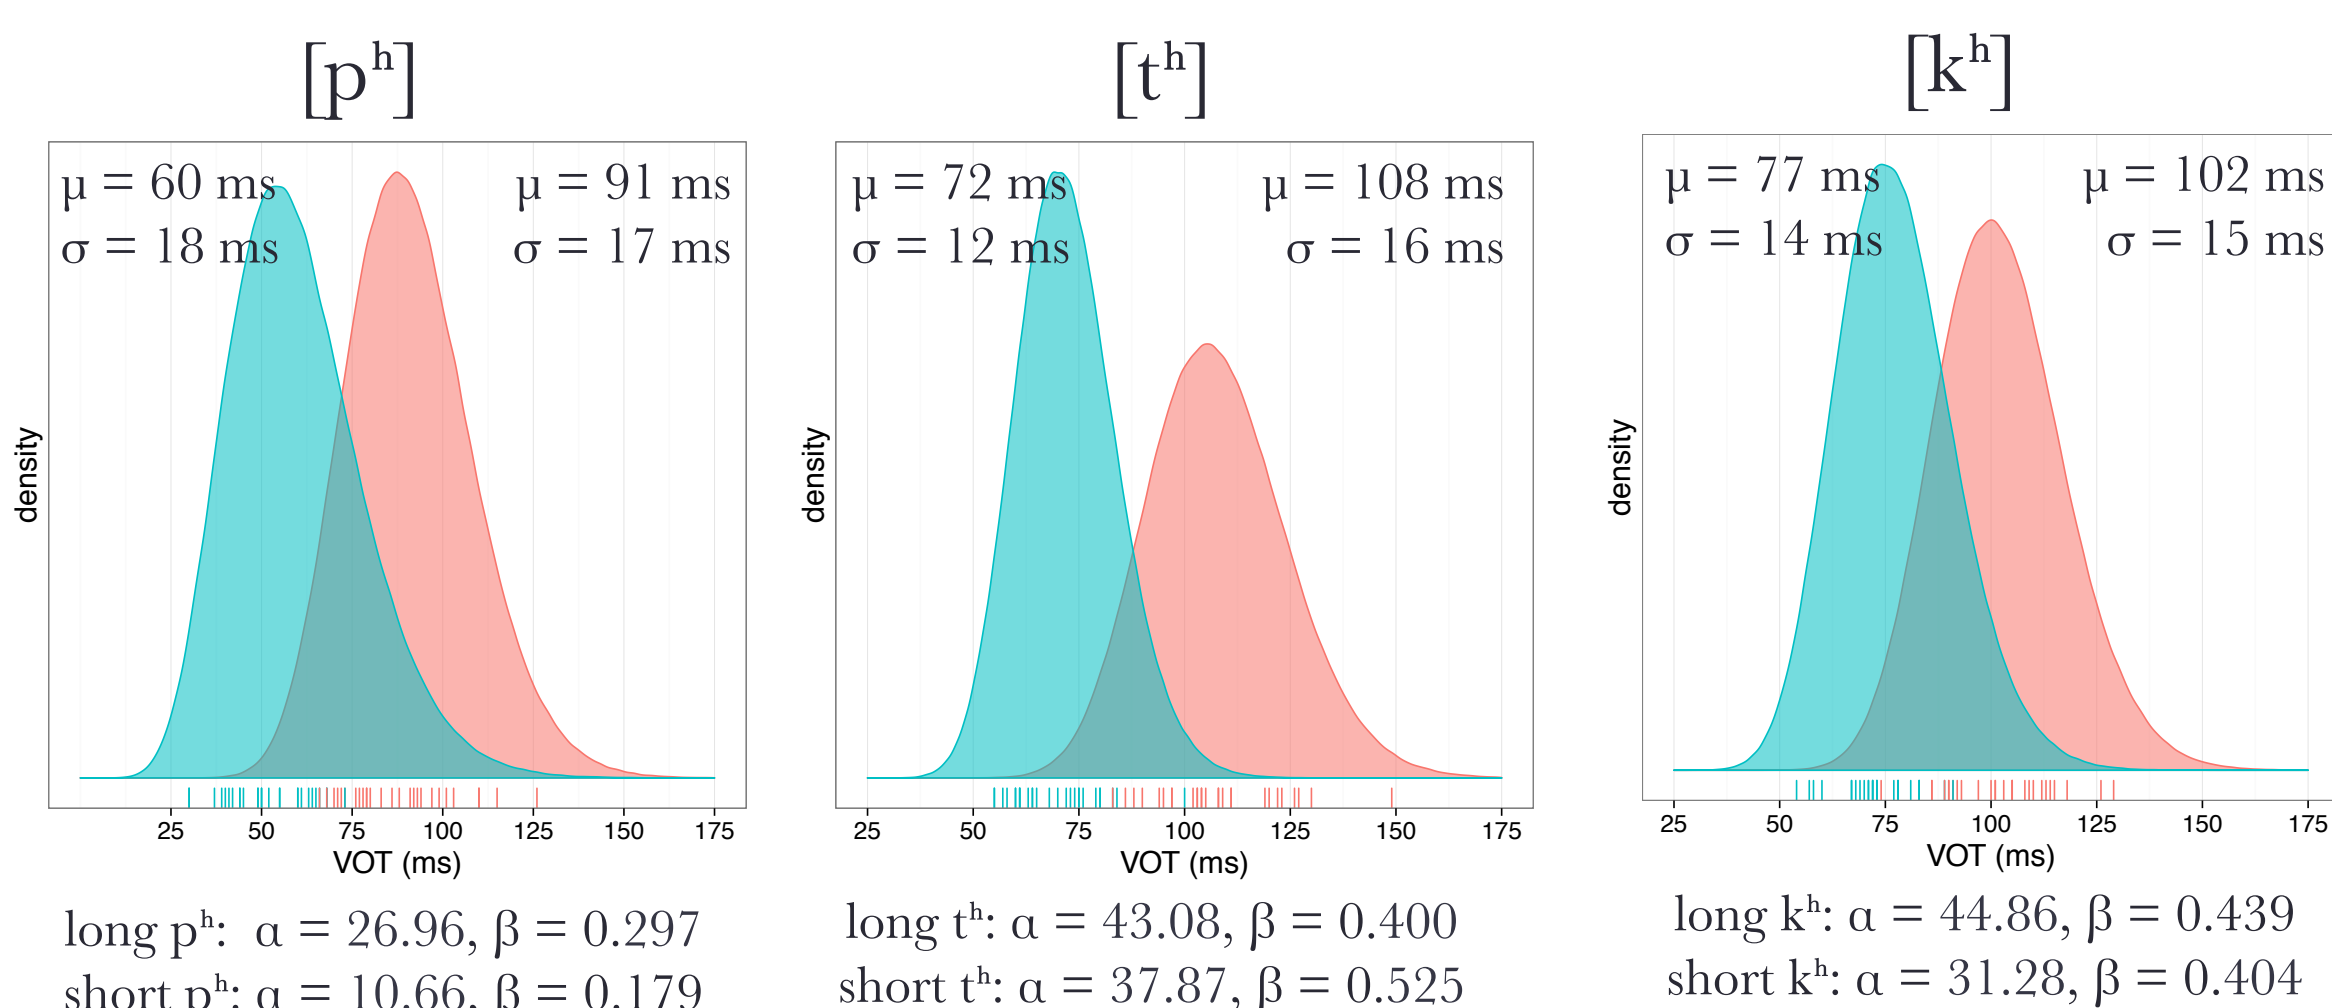 [pʰ]
μ = 60 ms
σ = 18 ms
μ = 91 ms
σ = 17 ms
density
25 50 75 100 125 150 175
VOT (ms)
long pʰ: α = 26.96, β = 0.297
short pʰ: α = 10.66, β = 0.179
[tʰ]
μ = 72 ms
σ = 12 ms
μ = 108 ms
σ = 16 ms
density
25 50 75 100 125 150 175
VOT (ms)
long tʰ: α = 43.08, β = 0.400
short tʰ: α = 37.87, β = 0.525
[kʰ]
μ = 77 ms
σ = 14 ms
μ = 102 ms
σ = 15 ms
density
25 50 75 100 125 150 175
VOT (ms)
long kʰ: α = 44.86, β = 0.439
short kʰ: α = 31.28, β = 0.404